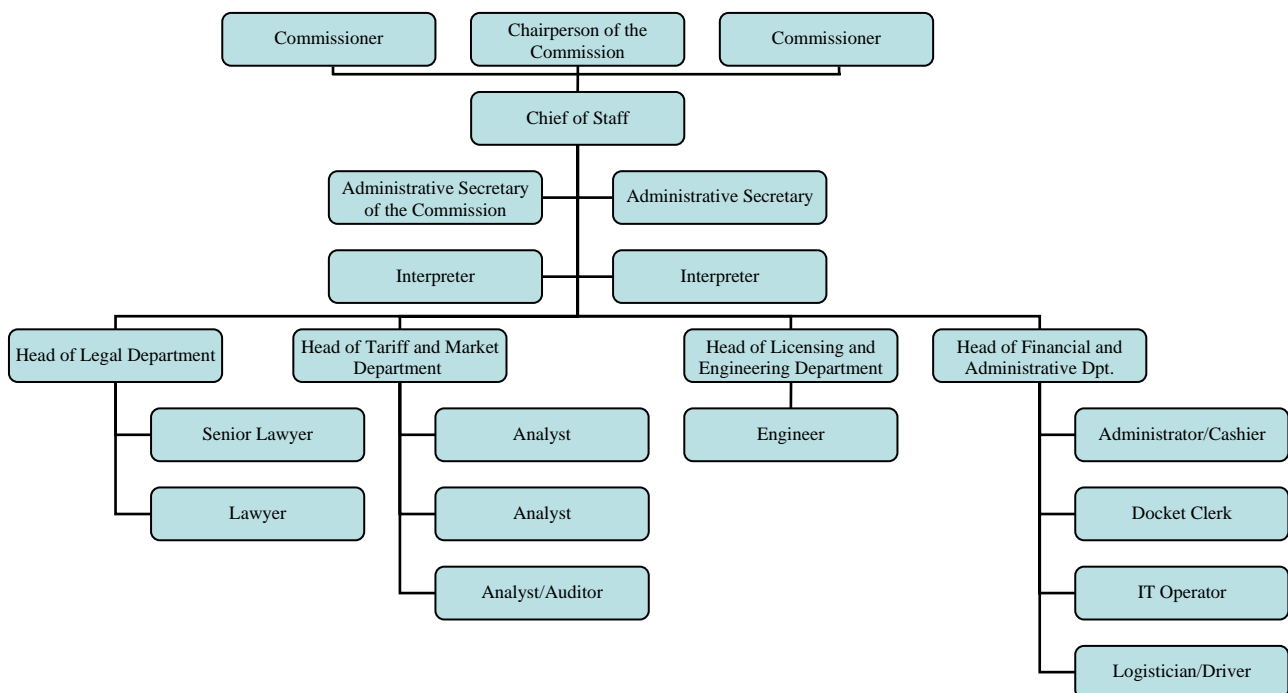 Commissioner
Chairperson of the
Commission
Commissioner
Chief of Staff
Administrative Secretary
of the Commission
Administrative Secretary
Interpreter
Interpreter
Head of Legal Department
Head of Tariff and Market
Department
Head of Licensing and
Engineering Department
Head of Financial and
Administrative Dpt.
Senior Lawyer
Analyst
Engineer
Administrator/Cashier
Lawyer
Analyst
Docket Clerk
Analyst/Auditor
IT Operator
Logistician/Driver